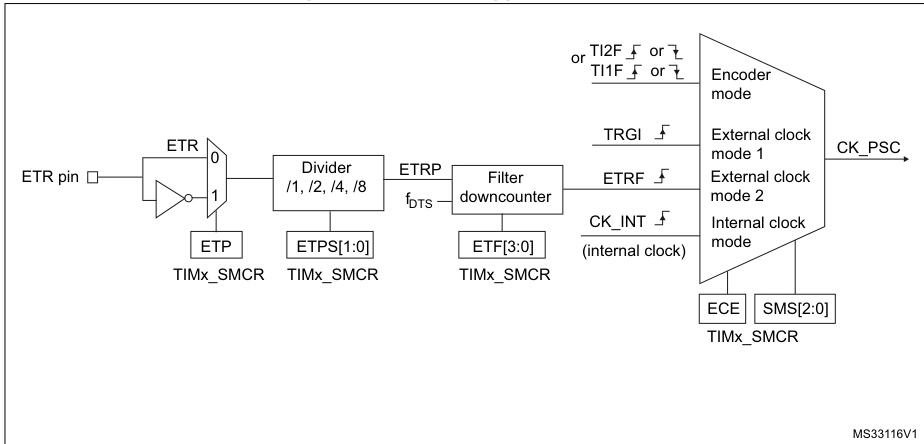 or TI2F or
TI1F or
Encoder
mode
TRGI
External clock
mode 1
CK_PSC
ETR pin
ETR
0
1
Divider
/1, /2, /4, /8
ETRP
fDTS
Filter
downcounter
ETRF
External clock
mode 2
CK_INT
(internal clock)
Internal clock
mode
ETP
TIMx_SMCR
ETPS[1:0]
TIMx_SMCR
ETF[3:0]
TIMx_SMCR
ECE
SMS[2:0]
TIMx_SMCR
MS33116V1